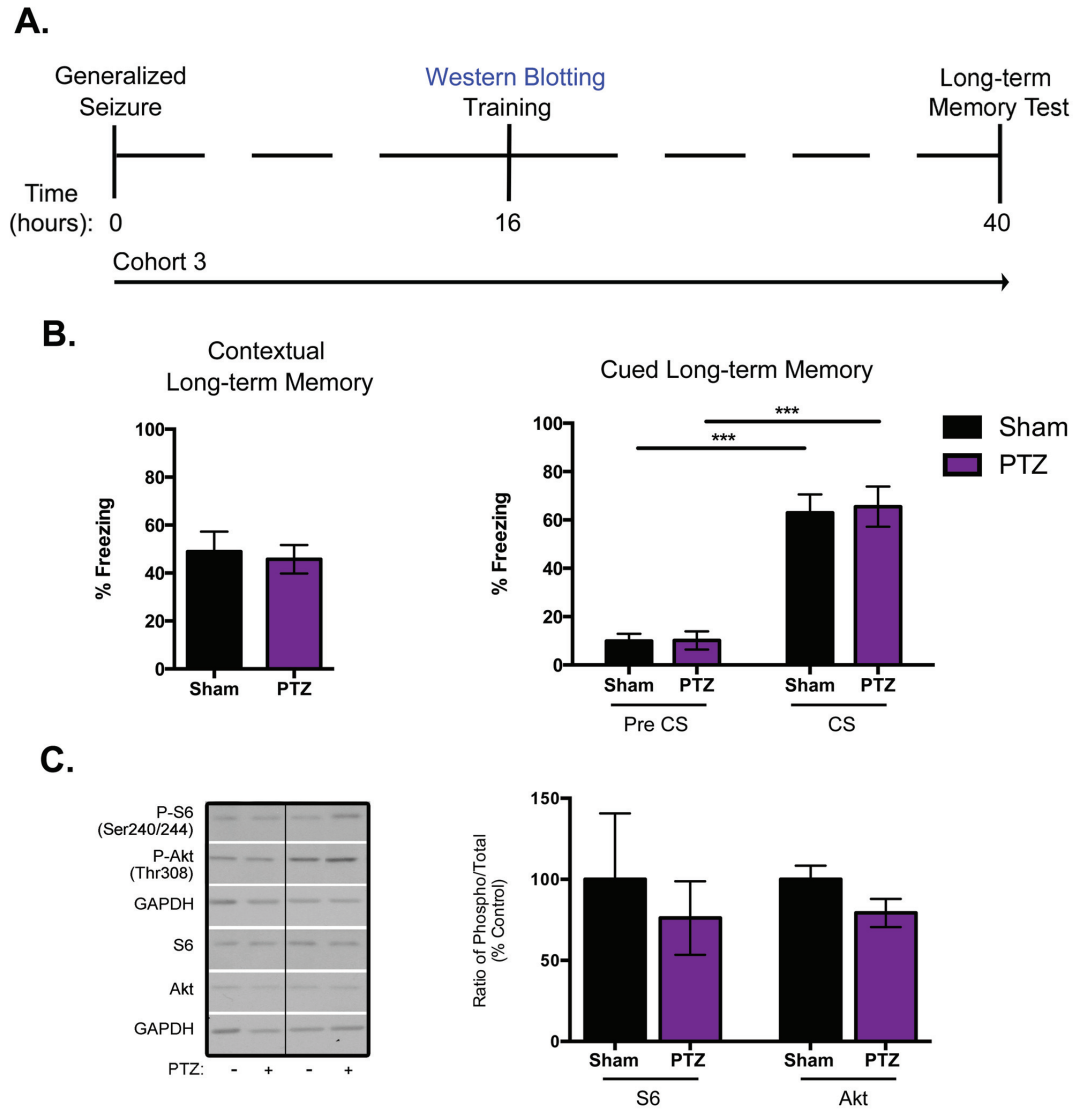 A.
Generalized
Seizure
Western Blotting
Training
Long-term
Memory Test
Time
(hours):
0
16
40
Cohort 3
B.
Contextual
Long-term Memory
% Freezing
100
80
60
40
20
0
Sham
PTZ
Cued Long-term Memory
% Freezing
100
80
60
40
20
0
***
***
Sham
PTZ
Sham
PTZ
Pre CS
CS
Sham
PTZ
C.
P-S6
(Ser240/244)
P-Akt
(Thr308)
GAPDH
S6
Akt
GAPDH
PTZ: - + - +
Ratio of Phospho/Total
(% Control)
150
100
50
0
Sham
PTZ
Sham
PTZ
S6
Akt